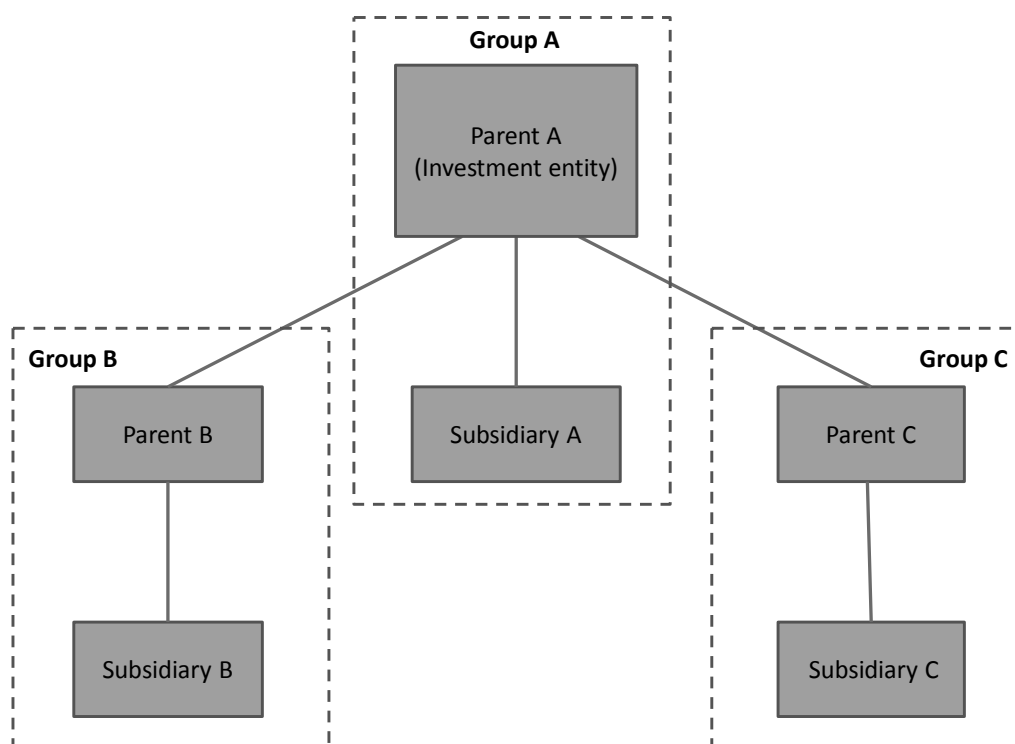 Group A
Parent A
(Investment entity)
Group B
Group C
Parent B
Subsidiary A
Parent C
Subsidiary B
Subsidiary C